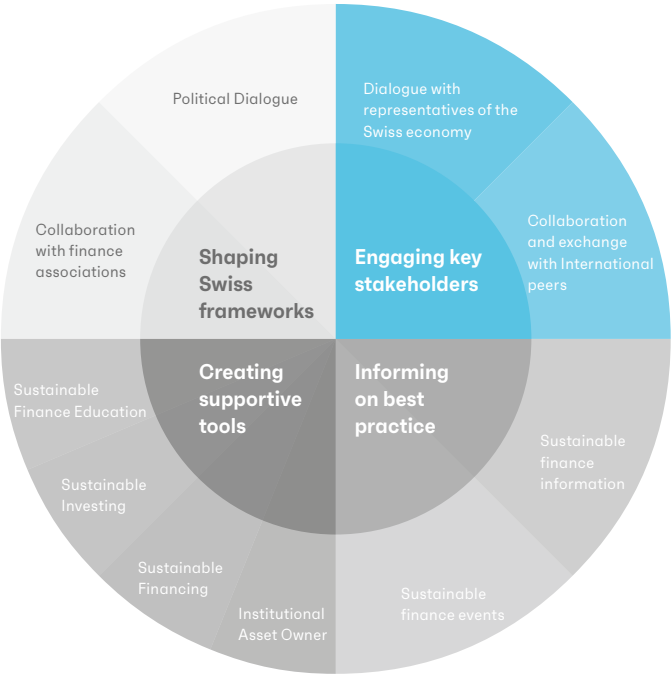 Political Dialogue
Dialogue with
representatives of the
Swiss economy
Collaboration
with finance
associations
Collaboration
and exchange
with International
peers
Shaping
Swiss
frameworks
Engaging key
stakeholders
Creating
supportive
tools
Informing
on best
practice
Sustainable
Finance Education
Sustainable
Investing
Sustainable
Financing
Institutional
Asset Owner
Sustainable
finance events
Sustainable
finance
information